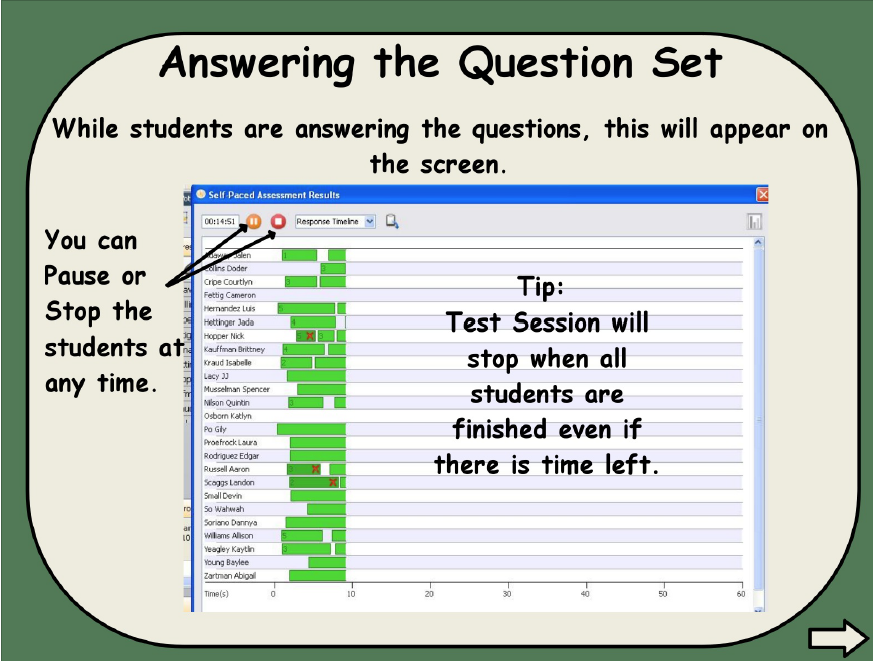 Answering the Question Set
While students are answering the questions, this will appear on
the screen.
Self-Paced Assessment Results
00:14:51
Response Timeline
You can
Pause or
Stop the
students at
any time.
Tip:
Test Session will
stop when all
students are
finished even if
there is time left.
Collins Doder
Cripe Courtlyn
Fettig Cameron
Hernandez Luis
Hettinger Jada
Hopper Nick
Kauffman Brittney
Kraud Isabelle
Lacy JJ
Musselman Spencer
Nilson Quintin
Osborn Katlyn
Po Gily
Proefrock Laura
Rodriguez Edgar
Russell Aaron
Scaggs Landon
Small Devin
So Wahwah
Soriano Dannya
Williams Allison
Yeagley Kaytlin
Young Baylee
Zartman Abigail
Time(s) 0 10 20 30 40 50 60